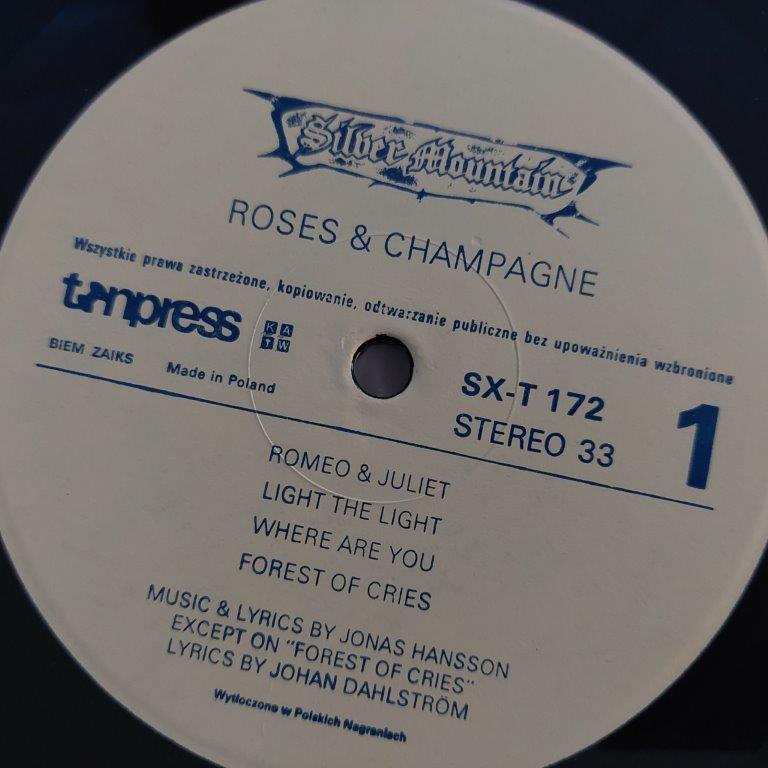 Silver Mountain
ROSES & CHAMPAGNE
Wszystkie prawa zastrzeżone, kopiowanie, odtwarzanie publiczne bez upoważnienia wzbronione
tonpress
KAW
BIEM ZAIKS
Made in Poland
SX-T 172
STEREO 33
1
ROMEO & JULIET
LIGHT THE LIGHT
WHERE ARE YOU
FOREST OF CRIES
MUSIC & LYRICS BY JONAS HANSSON
EXCEPT ON "FOREST OF CRIES"
LYRICS BY JOHAN DAHLSTRÖM
Wytłoczono w Polskich Nagraniach